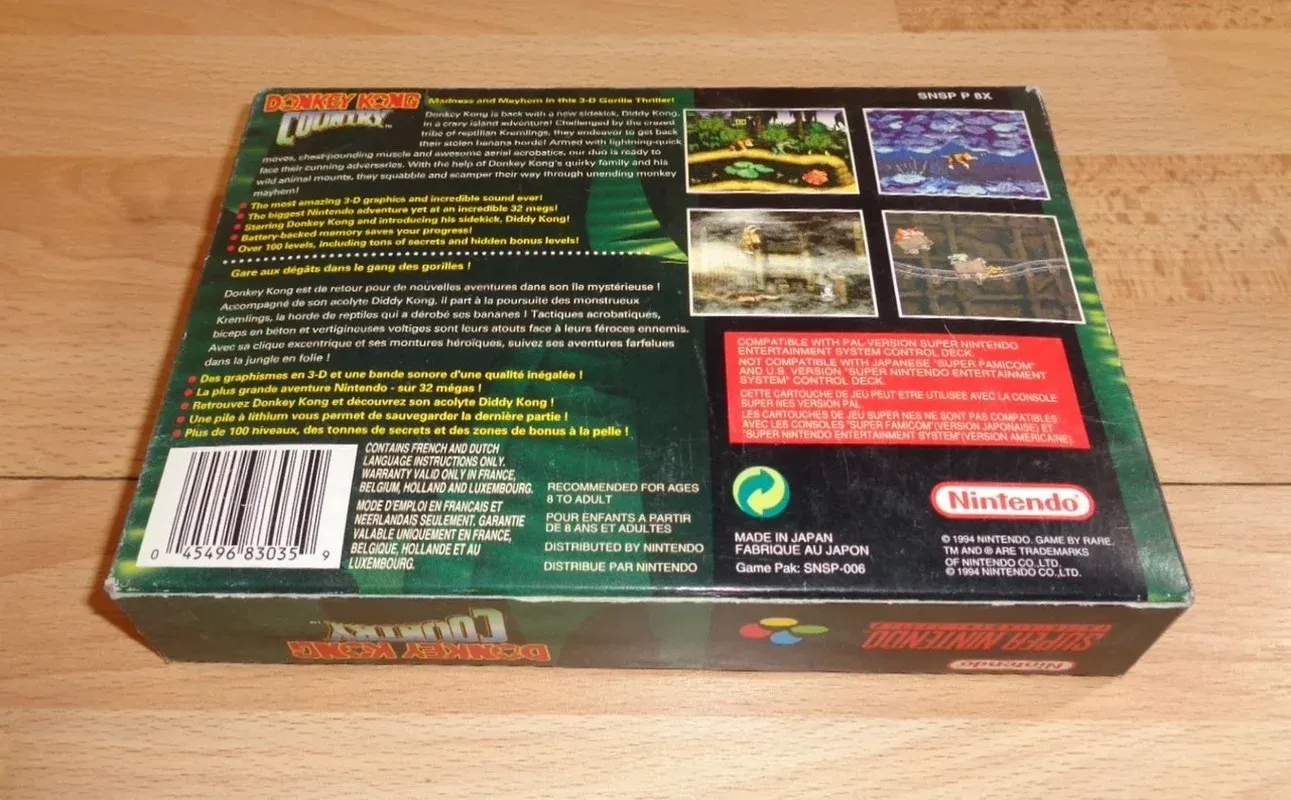 DONKEY KONG
COUNTRY™
Madness and Mayhem in this 3-D Gorilla Thriller!
Donkey Kong is back with a new sidekick, Diddy Kong,
in a crazy island adventure! Challenged by the crazed
tribe of reptilian Kremlings, they endeavor to get back
their stolen banana horde! Armed with lightning-quick
moves, chest-pounding muscle and awesome aerial acrobatics, our duo is ready to
face their cunning adversaries. With the help of Donkey Kong's quirky family and his
wild animal mounts, they squabble and scamper their way through unending monkey
mayhem!
The most amazing 3-D graphics and incredible sound ever!
The biggest Nintendo adventure yet at an incredible 32 megs!
Starring Donkey Kong and introducing his sidekick, Diddy Kong!
Battery-backed memory saves your progress!
Over 100 levels, including tons of secrets and hidden bonus levels!
Gare aux dégâts dans le gang des gorilles !
Donkey Kong est de retour pour de nouvelles aventures dans son île mystérieuse !
Accompagné de son acolyte Diddy Kong, il part à la poursuite des monstrueux
Kremlings, la horde de reptiles qui a dérobé ses bananes ! Tactiques acrobatiques,
biceps en béton et vertigineuses voltiges sont leurs atouts face à leurs féroces ennemis.
Avec sa clique excentrique et ses montures héroïques, suivez ses aventures farfelues
dans la jungle en folie !
Des graphismes en 3-D et une bande sonore d'une qualité inégalée !
La plus grande aventure Nintendo - sur 32 mégas !
Retrouvez Donkey Kong et découvrez son acolyte Diddy Kong !
Une pile à lithium vous permet de sauvegarder la dernière partie !
Plus de 100 niveaux, des tonnes de secrets et des zones de bonus à la pelle !
SNSP P 8X
COMPATIBLE WITH PAL-VERSION SUPER NINTENDO
ENTERTAINMENT SYSTEM CONTROL DECK.
NOT COMPATIBLE WITH JAPANESE "SUPER FAMICOM"
AND U.S. VERSION "SUPER NINTENDO ENTERTAINMENT
SYSTEM" CONTROL DECK.
CETTE CARTOUCHE DE JEU PEUT ETRE UTILISEE AVEC LA CONSOLE
SUPER NES VERSION PAL.
LES CARTOUCHES DE JEU SUPER NES NE SONT PAS COMPATIBLES
AVEC LES CONSOLES "SUPER FAMICOM" (VERSION JAPONAISE) ET
"SUPER NINTENDO ENTERTAINMENT SYSTEM" (VERSION AMERICAINE).
0 45496 83035 9
CONTAINS FRENCH AND DUTCH
LANGUAGE INSTRUCTIONS ONLY.
WARRANTY VALID ONLY IN FRANCE,
BELGIUM, HOLLAND AND LUXEMBOURG.
MODE D'EMPLOI EN FRANCAIS ET
NEERLANDAIS SEULEMENT. GARANTIE
VALABLE UNIQUEMENT EN FRANCE,
BELGIQUE, HOLLANDE ET AU
LUXEMBOURG.
RECOMMENDED FOR AGES
8 TO ADULT
POUR ENFANTS A PARTIR
DE 8 ANS ET ADULTES
DISTRIBUTED BY NINTENDO
DISTRIBUE PAR NINTENDO
MADE IN JAPAN
FABRIQUE AU JAPON
Game Pak: SNSP-006
Nintendo®
© 1994 NINTENDO. GAME BY RARE.
TM AND ® ARE TRADEMARKS
OF NINTENDO CO.,LTD.
© 1994 NINTENDO CO.,LTD.
DONKEY KONG
COUNTRY™
SUPER NINTENDO
Nintendo